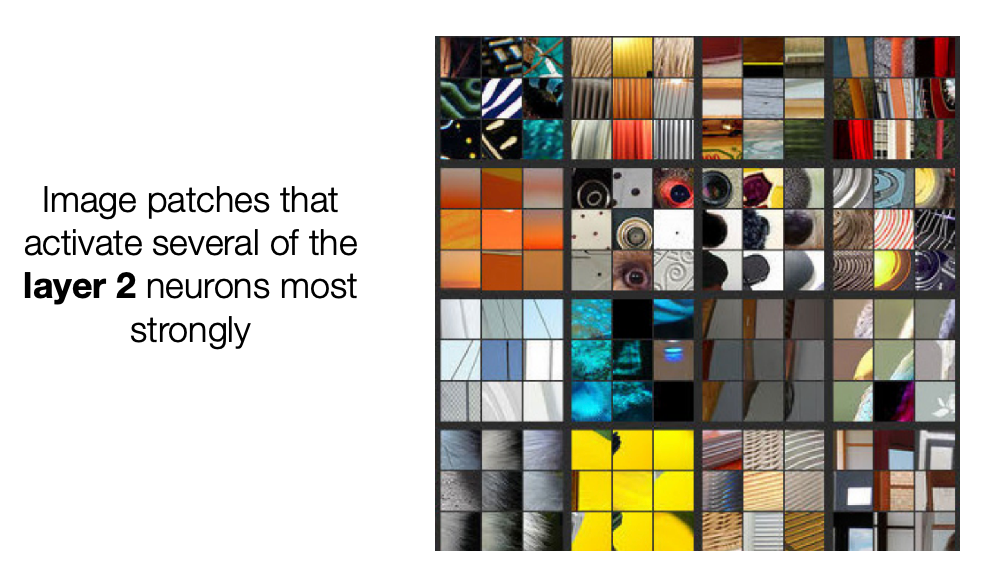 Image patches that
activate several of the
layer 2 neurons most
strongly